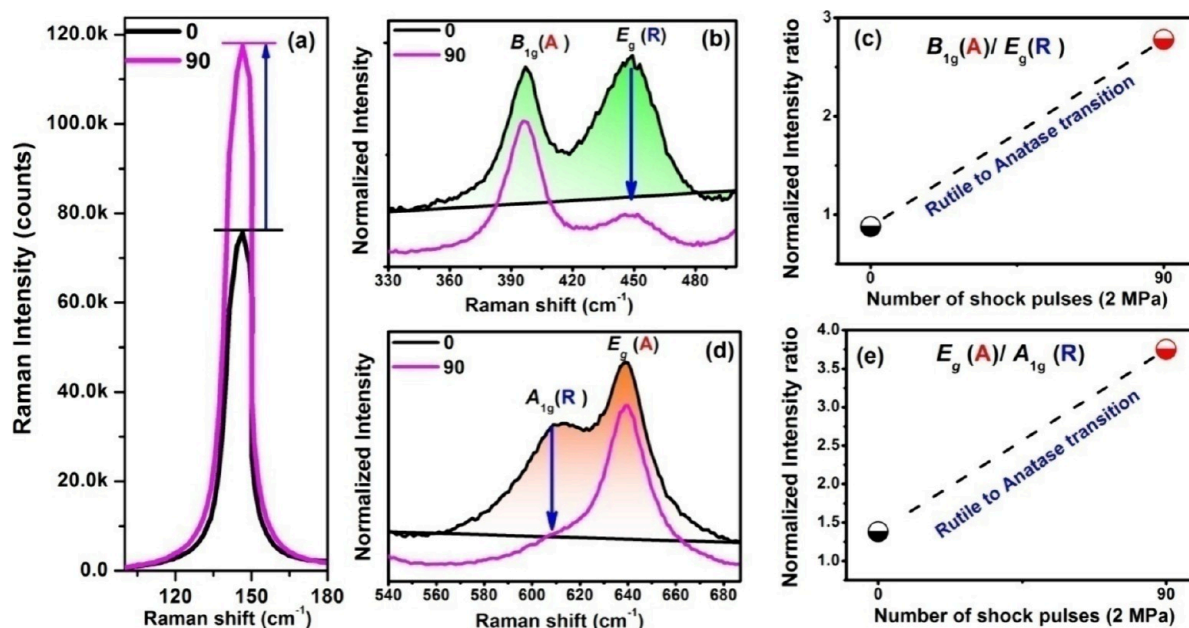 (a)
0
90
Raman Intensity (counts)
120.0k
100.0k
80.0k
60.0k
40.0k
20.0k
0.0
120 150 180
Raman shift (cm-1)
(b)
0
90
B1g(A )
Eg (R)
Normalized Intensity
330 360 390 420 450 480
Raman shift (cm-1)
(c)
B1g(A)/ Eg(R )
Normalized Intensity ratio
3
2
1
Rutile to Anatase transition
0 90
Number of shock pulses (2 MPa)
(d)
0
90
A1g(R )
Eg (A)
Normalized Intensity
540 560 580 600 620 640 660 680
Raman shift (cm-1)
(e)
Eg (A)/ A1g (R)
Normalized Intensity ratio
4.0
3.5
3.0
2.5
2.0
1.5
1.0
Rutile to Anatase transition
0 90
Number of shock pulses (2 MPa)